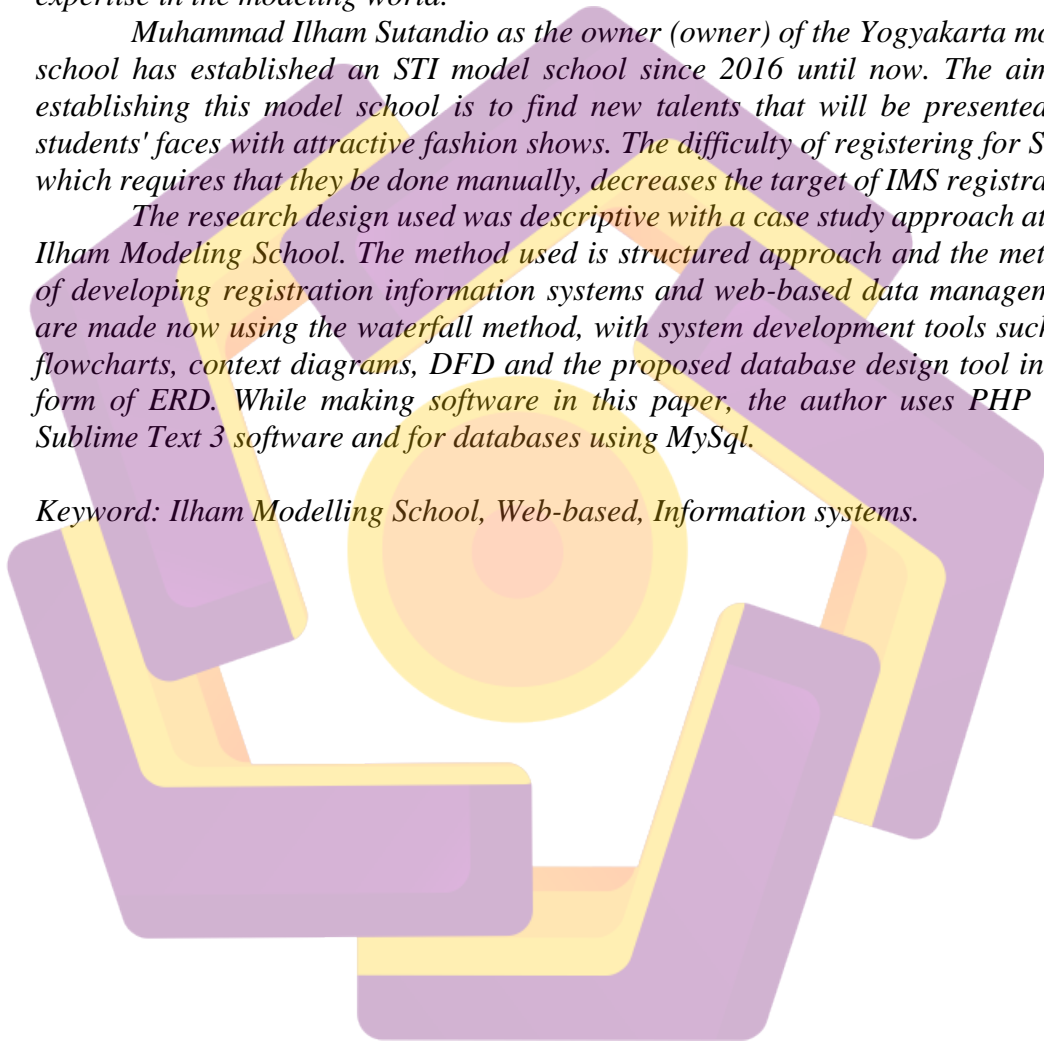 expertise in the modeling world.
Muhammad Ilham Sutandio as the owner (owner) of the Yogyakarta mo
school has established an STI model school since 2016 until now. The aim
establishing this model school is to find new talents that will be presented
students' faces with attractive fashion shows. The difficulty of registering for S
which requires that they be done manually, decreases the target of IMS registra
The research design used was descriptive with a case study approach at
Ilham Modeling School. The method used is structured approach and the met
of developing registration information systems and web-based data managem
are made now using the waterfall method, with system development tools such
flowcharts, context diagrams, DFD and the proposed database design tool in
form of ERD. While making software in this paper, the author uses PHP
Sublime Text 3 software and for databases using MySql.
Keyword: Ilham Modelling School, Web-based, Information systems.